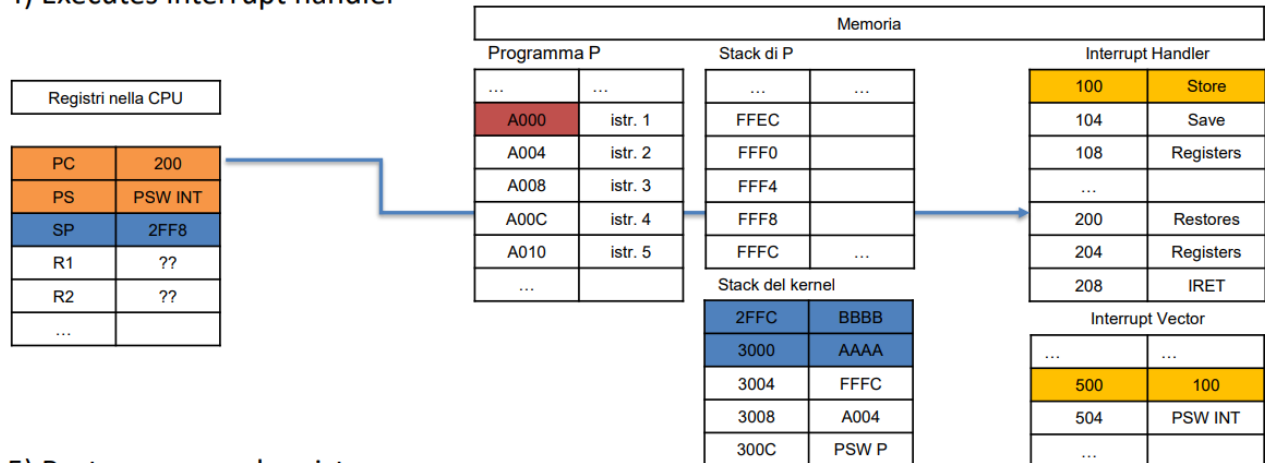 4) Executes interrupt handler
Memoria
Programma P
Stack di P
Interrupt Handler
Registri nella CPU
PC 200
PS PSW INT
SP 2FF8
R1 ??
R2 ??
…
… …
A000 istr. 1
A004 istr. 2
A008 istr. 3
A00C istr. 4
A010 istr. 5
…
… …
FFEC
FFF0
FFF4
FFF8
FFFC …
Stack del kernel
2FFC BBBB
3000 AAAA
3004 FFFC
3008 A004
300C PSW P
100 Store
104 Save
108 Registers
…
200 Restores
204 Registers
208 IRET
Interrupt Vector
… …
500 100
504 PSW INT
…